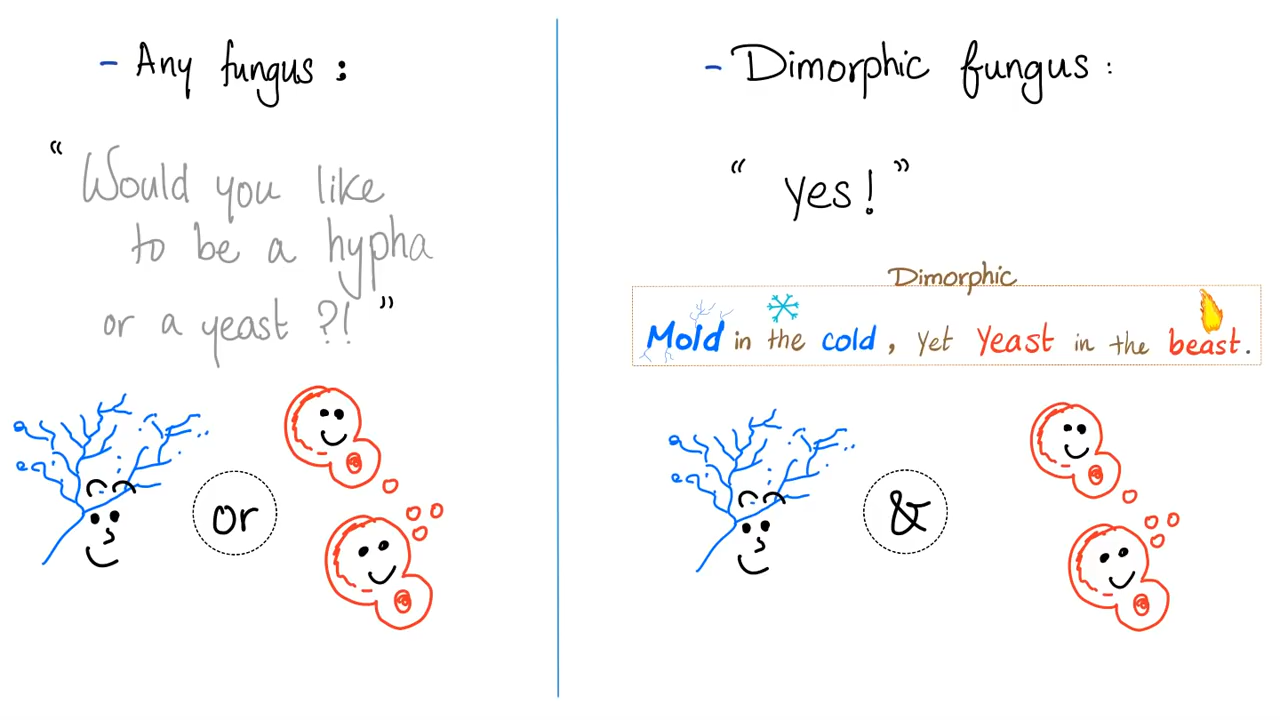 - Any fungus :
“ Would you like
to be a hypha
or a yeast ?! ”
or
- Dimorphic fungus :
“ yes! ”
Dimorphic
Mold in the cold, yet yeast in the beast.
&